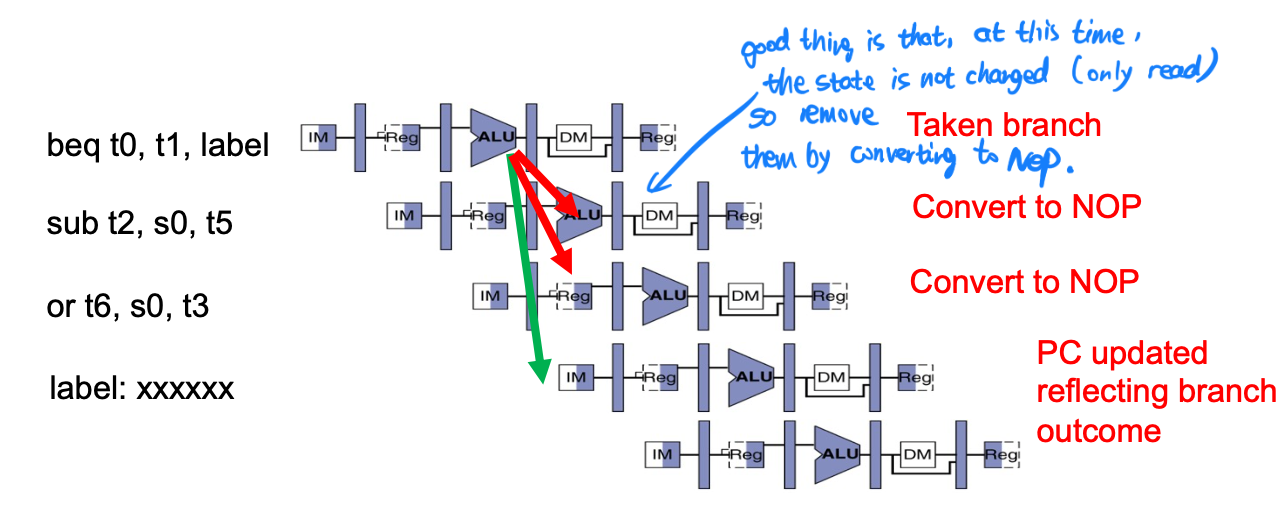 good thing is that, at this time,
the state is not changed (only read)
so remove
them by converting to NOP.
beq t0, t1, label
IM Reg ALU DM Reg
Taken branch
sub t2, s0, t5
IM Reg ALU DM Reg
Convert to NOP
or t6, s0, t3
IM Reg ALU DM Reg
Convert to NOP
label: xxxxxx
IM Reg ALU DM Reg
PC updated
reflecting branch
outcome
IM Reg ALU DM Reg